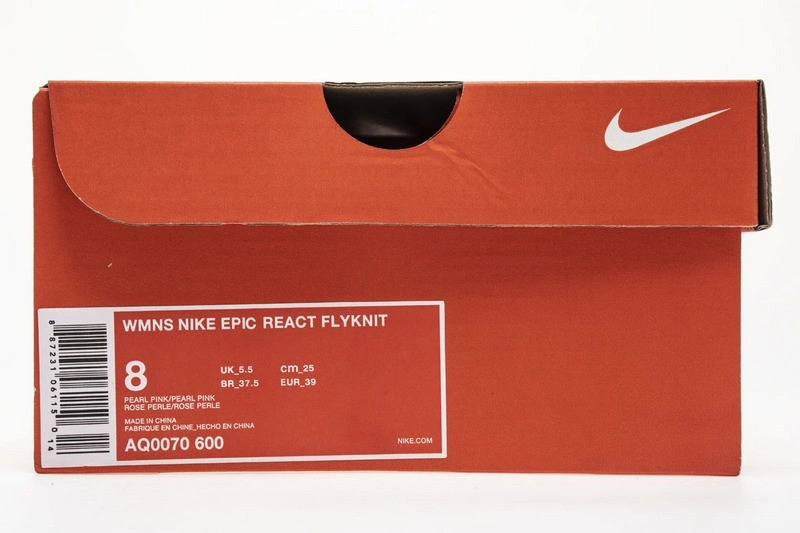 WMNS NIKE EPIC REACT FLYKNIT
8
UK_5.5 cm_25
BR_37.5 EUR_39
PEARL PINK/PEARL PINK
ROSE PERLE/ROSE PERLE
MADE IN CHINA
FABRIQUE EN CHINE_HECHO EN CHINA
AQ0070 600
NIKE.COM
8 87231 06115 0 14